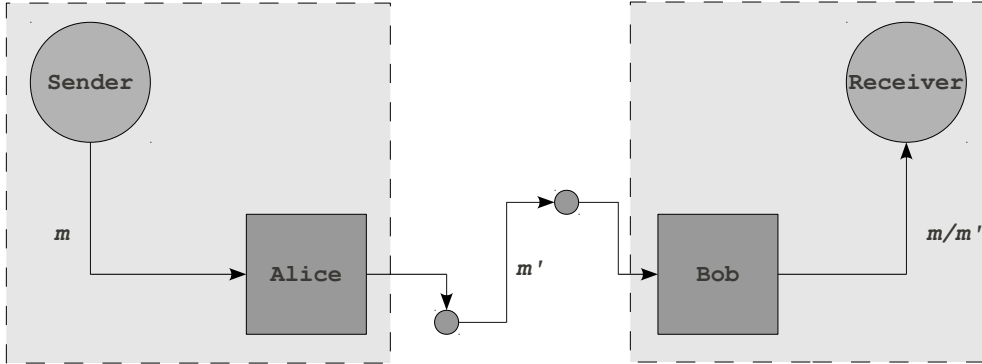 Sender
Receiver
m
m'
m/m'
Alice
Bob